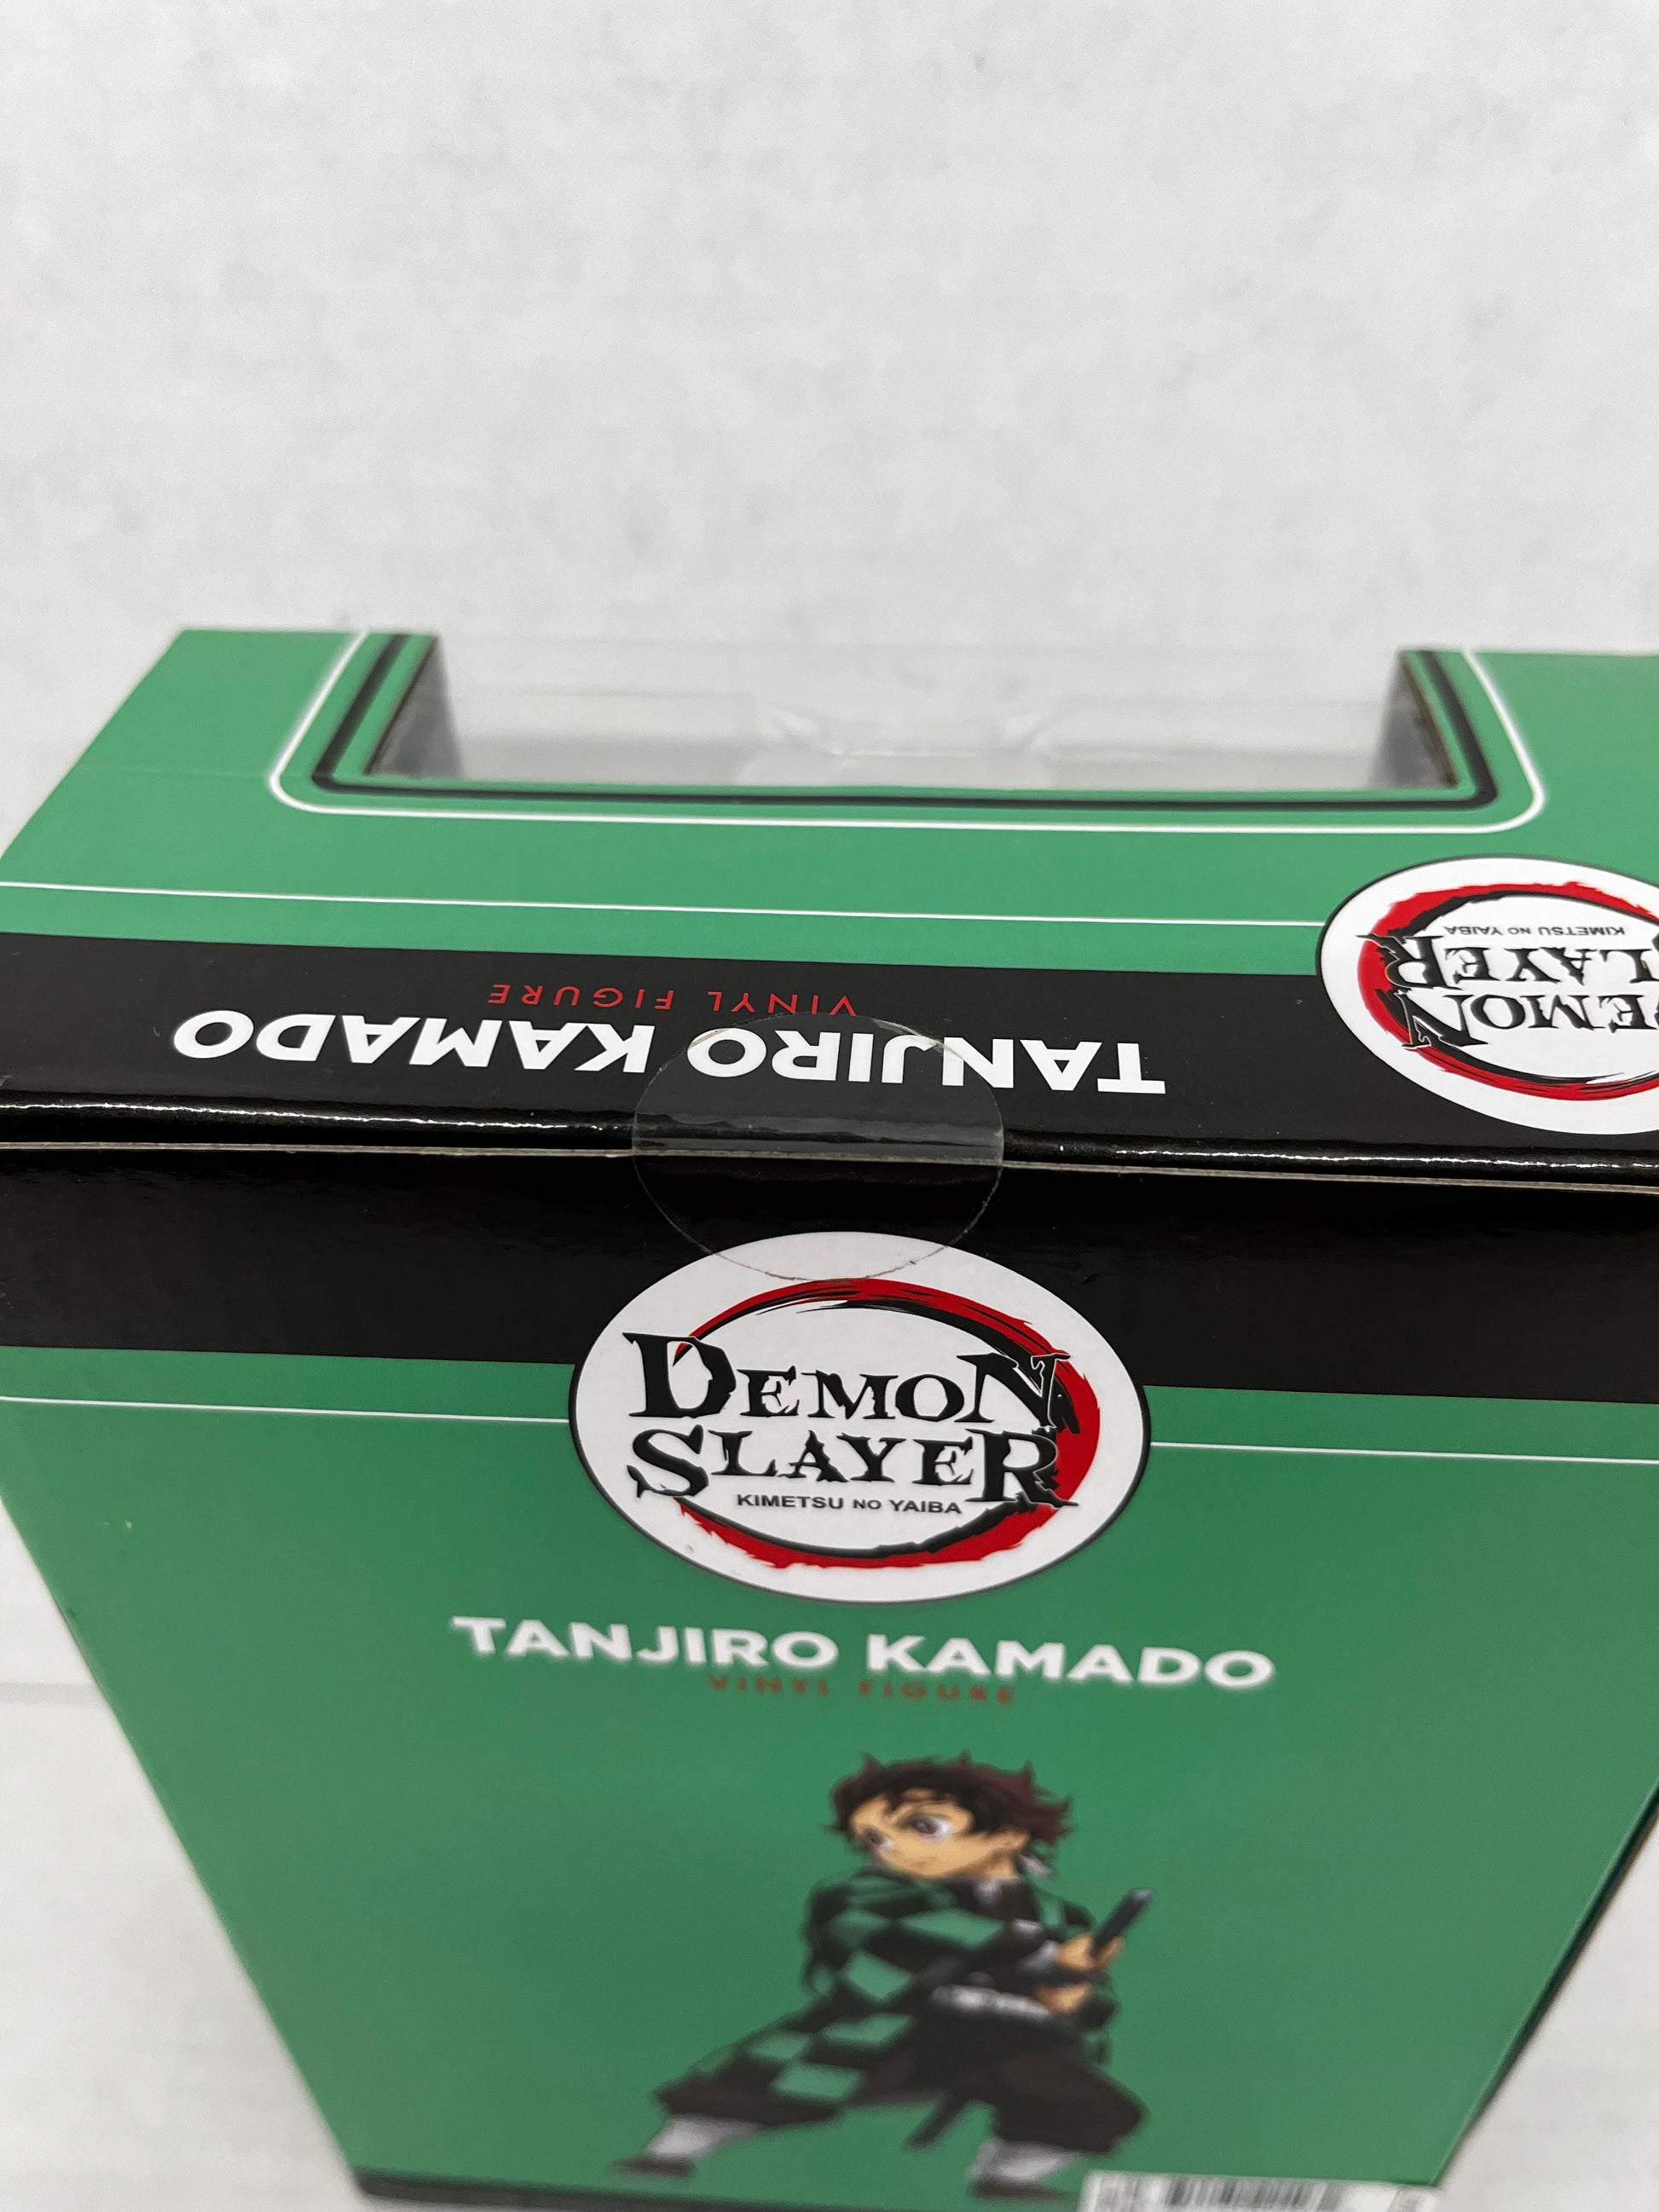 TANJIRO KAMADO
VINYL FIGURE
DEMON
SLAYER
KIMETSU NO YAIBA
DEMON
SLAYER
KIMETSU NO YAIBA
TANJIRO KAMADO
VINYL FIGURE